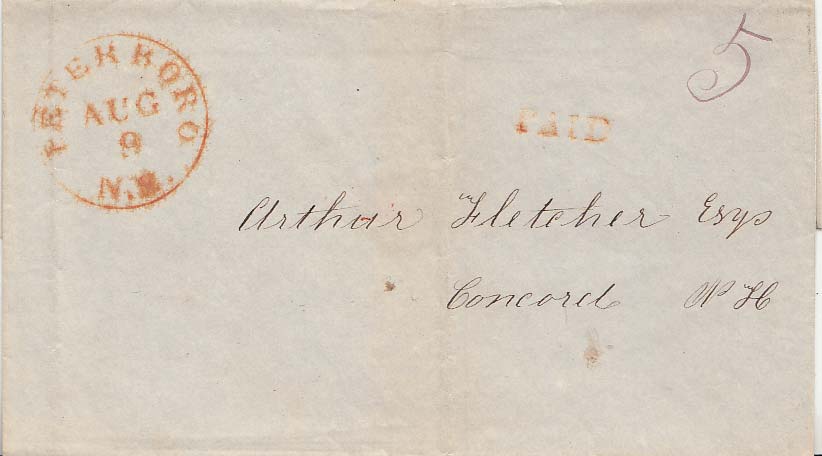 PETERBORO
AUG
9
N.H.
5
PAID
Arthur Fletcher Esqr
Concord N H